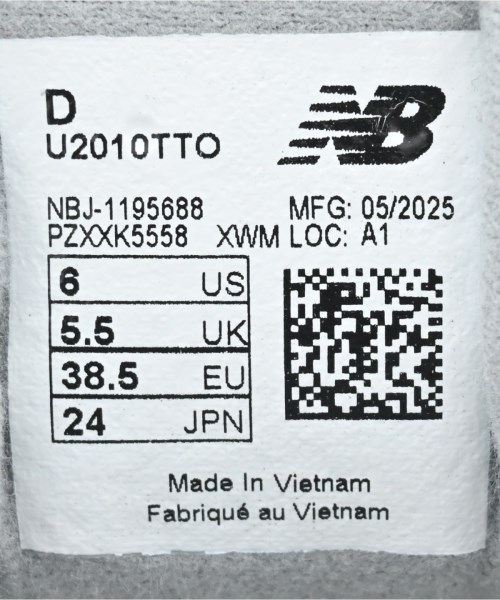 D
U2010TTO
NB
NBJ-1195688 MFG: 05/2025
PZXXK5558 XWM LOC: A1
6 US
5.5 UK
38.5 EU
24 JPN
Made In Vietnam
Fabriqué au Vietnam